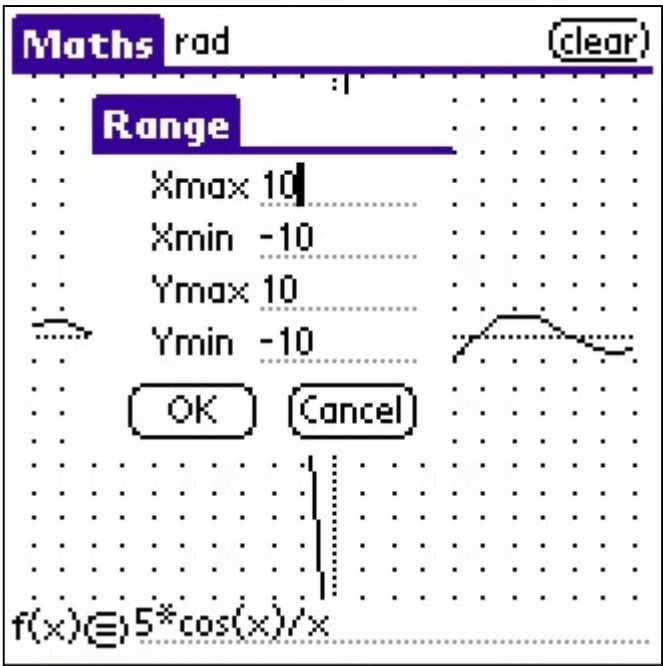 Maths rad clear
Range
Xmax 10
Xmin -10
Ymax 10
Ymin -10
OK Cancel
f(x)=5*cos(x)/x